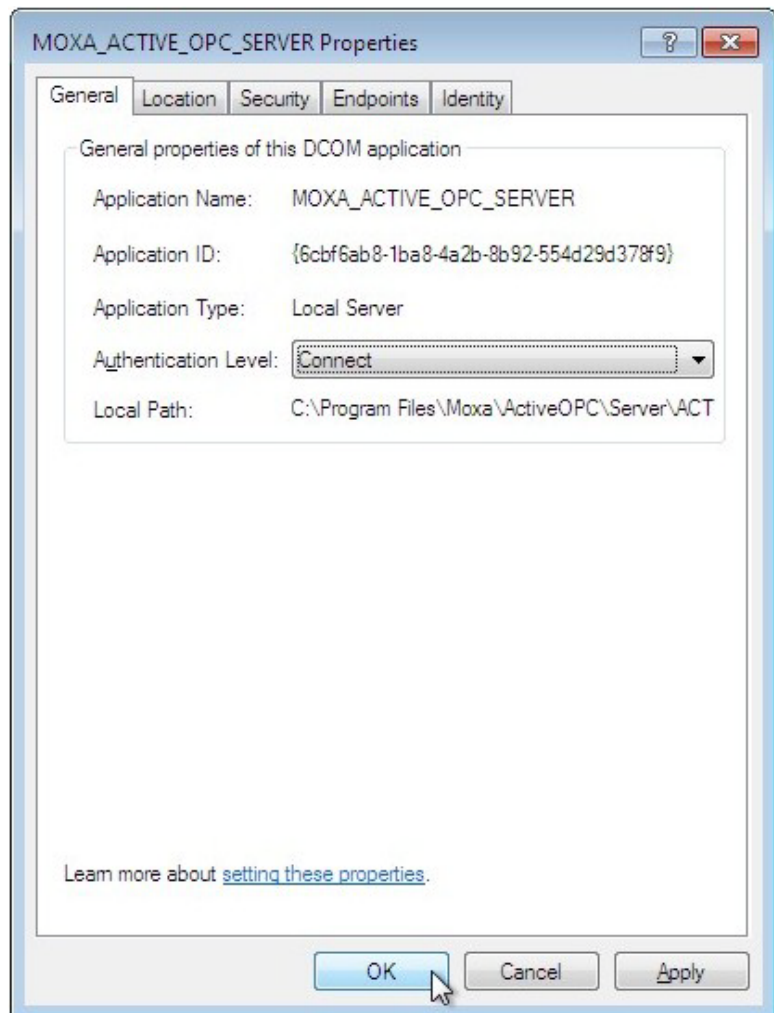 MOXA_ACTIVE_OPC_SERVER Properties
General Location Security Endpoints Identity
General properties of this DCOM application
Application Name: MOXA_ACTIVE_OPC_SERVER
Application ID: {6cbf6ab8-1ba8-4a2b-8b92-554d29d378f9}
Application Type: Local Server
Authentication Level: Connect
Local Path: C:\Program Files\Moxa\ActiveOPC\Server\ACT
Learn more about setting these properties.
OK Cancel Apply